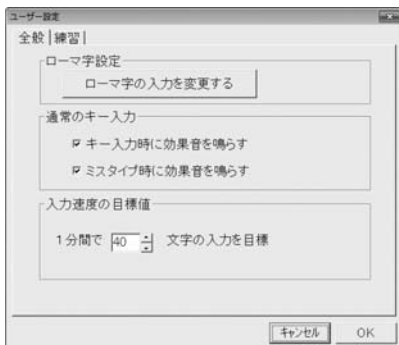 ユーザー設定
全般 練習
ローマ字設定
ローマ字の入力を変更する
通常のキー入力
キー入力時に効果音を鳴らす
ミスタイプ時に効果音を鳴らす
入力速度の目標値
1分間で 40 文字の入力を目標
キャンセル OK